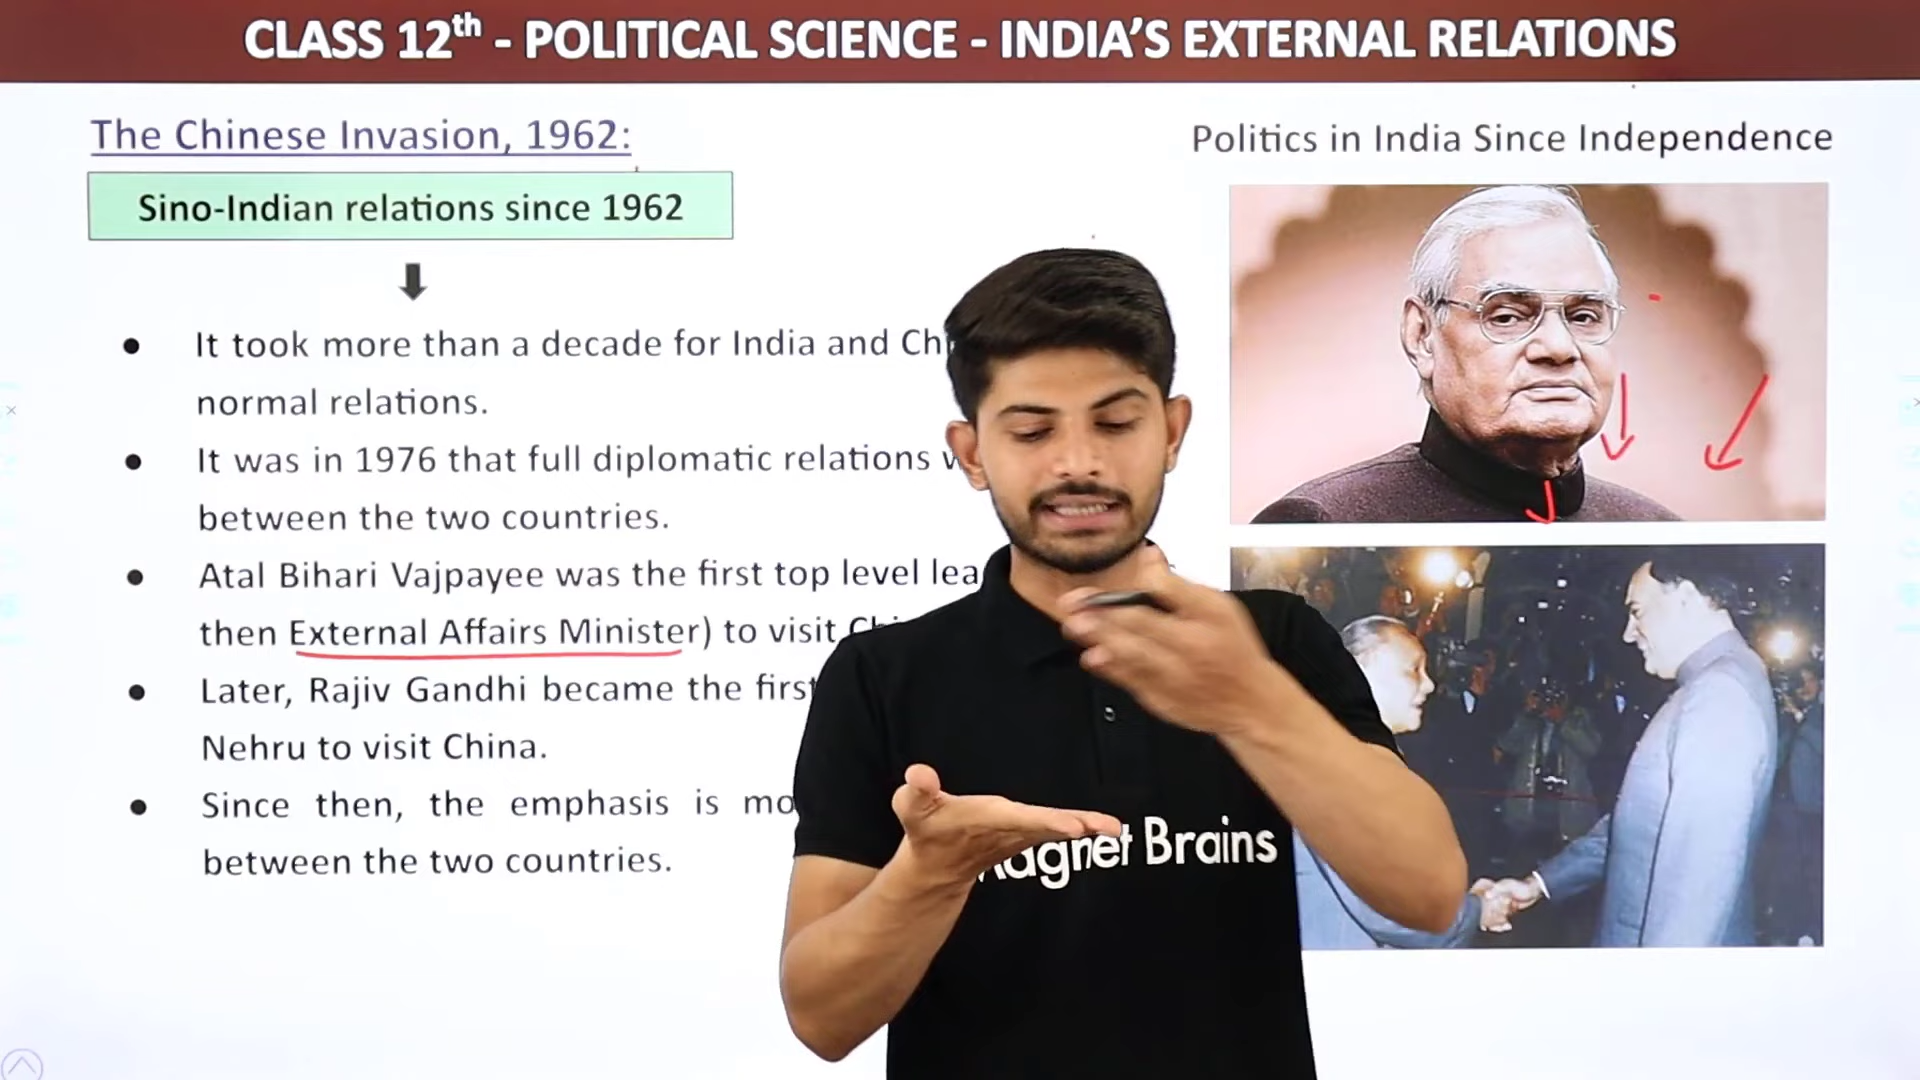 CLASS 12th - POLITICAL SCIENCE - INDIA’S EXTERNAL RELATIONS
The Chinese Invasion, 1962:
Politics in India Since Independence
Sino-Indian relations since 1962
It took more than a decade for India and
normal relations.
It was in 1976 that full diplomatic relations
between the two countries.
Atal Bihari Vajpayee was the first top level
then External Affairs Minister) to visit
Later, Rajiv Gandhi became the first
Nehru to visit China.
Since then, the emphasis is
between the two countries.
Brains